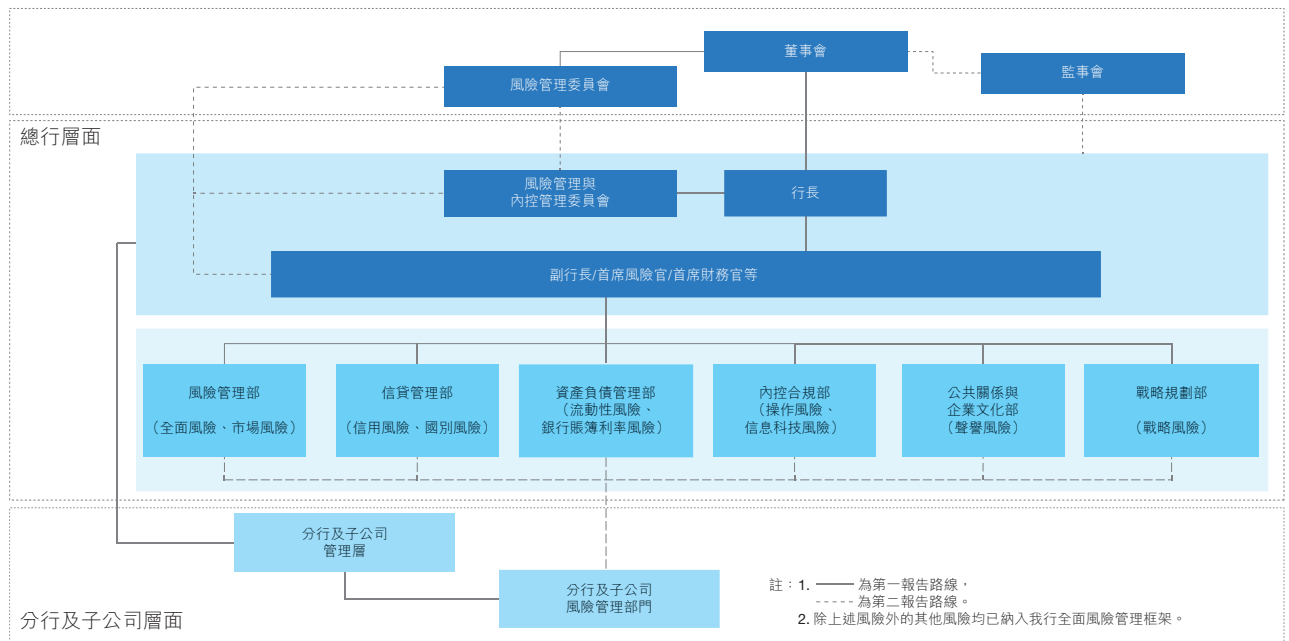 董事會
監事會
風險管理委員會
總行層面
風險管理與
內控管理委員會
行長
副行長/首席風險官/首席財務官等
風險管理部
（全面風險、市場風險）
信貸管理部
（信用風險、國別風險）
資產負債管理部
（流動性風險、
銀行賬簿利率風險）
內控合規部
（操作風險、
信息科技風險）
公共關係與
企業文化部
（聲譽風險）
戰略規劃部
（戰略風險）
分行及子公司
管理層
分行及子公司
風險管理部門
分行及子公司層面
註：1. 為第一報告路線，
為第二報告路線。
2. 除上述風險外的其他風險均已納入我行全面風險管理框架。